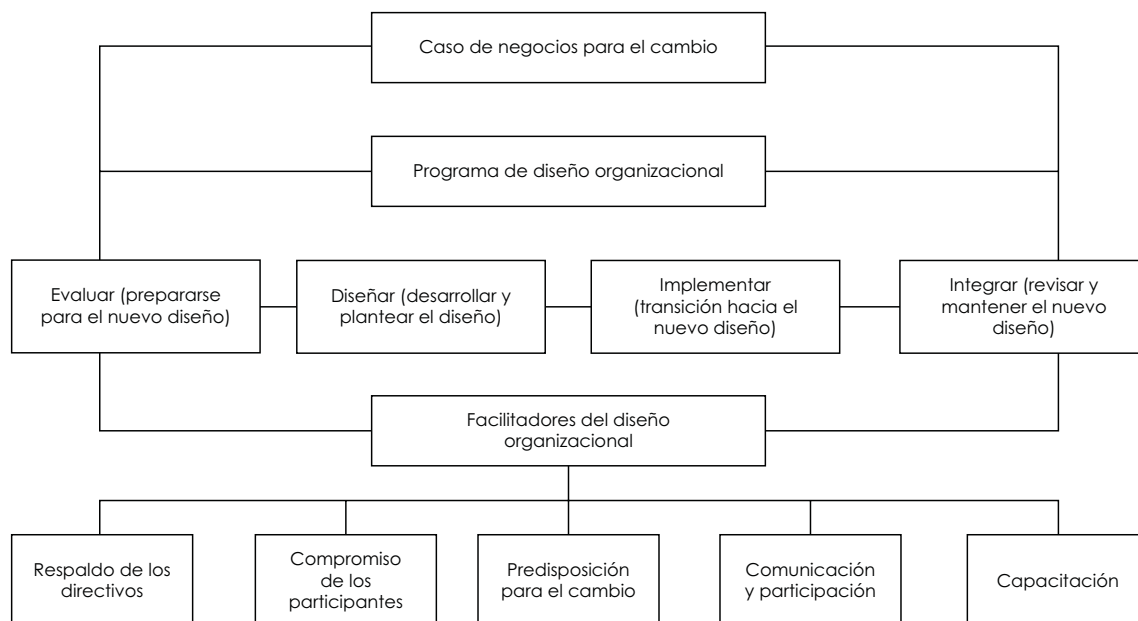 Caso de negocios para el cambio
Programa de diseño organizacional
Evaluar (prepararse
para el nuevo diseño)
Diseñar (desarrollar y
plantear el diseño)
Implementar
(transición hacia el
nuevo diseño)
Integrar (revisar y
mantener el nuevo
diseño)
Facilitadores del diseño
organizacional
Respaldo de los
directivos
Compromiso
de los
participantes
Predisposición
para el cambio
Comunicación
y participación
Capacitación